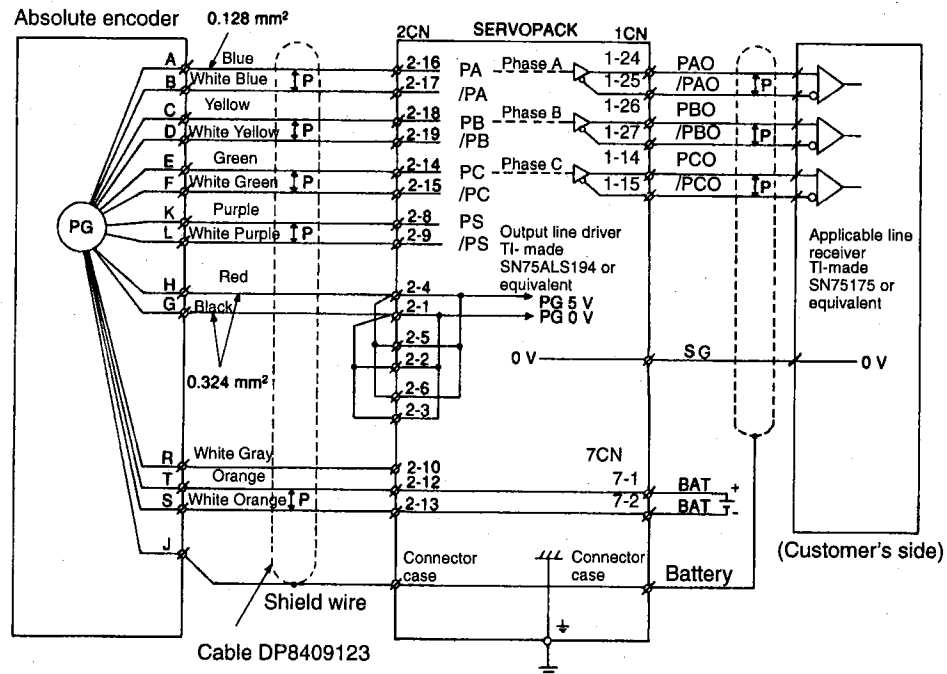 Absolute encoder
0.128 mm²
2CN
SERVOPACK
1CN
A
Blue
2-16
PA
Phase A
1-24
PAO
B
White Blue
P
2-17
/PA
1-25
/PAO
P
C
Yellow
2-18
PB
Phase B
1-26
PBO
D
White Yellow
P
2-19
/PB
1-27
/PBO
P
E
Green
2-14
PC
Phase C
1-14
PCO
F
White Green
P
2-15
/PC
1-15
/PCO
P
PG
K
Purple
2-8
PS
L
White Purple
P
2-9
/PS
Output line driver
TI- made
SN75ALS194 or
equivalent
Applicable line
receiver
TI-made
SN75175 or
equivalent
H
Red
2-4
PG 5 V
G
Black
2-1
PG 0 V
2-5
0 V
SG
0 V
2-2
0.324 mm²
2-6
2-3
R
White Gray
2-10
7CN
T
Orange
2-12
7-1
BAT
+
S
White Orange
P
2-13
7-2
BAT
-
J
Connector
case
Connector
case
Battery
(Customer's side)
Shield wire
Cable DP8409123